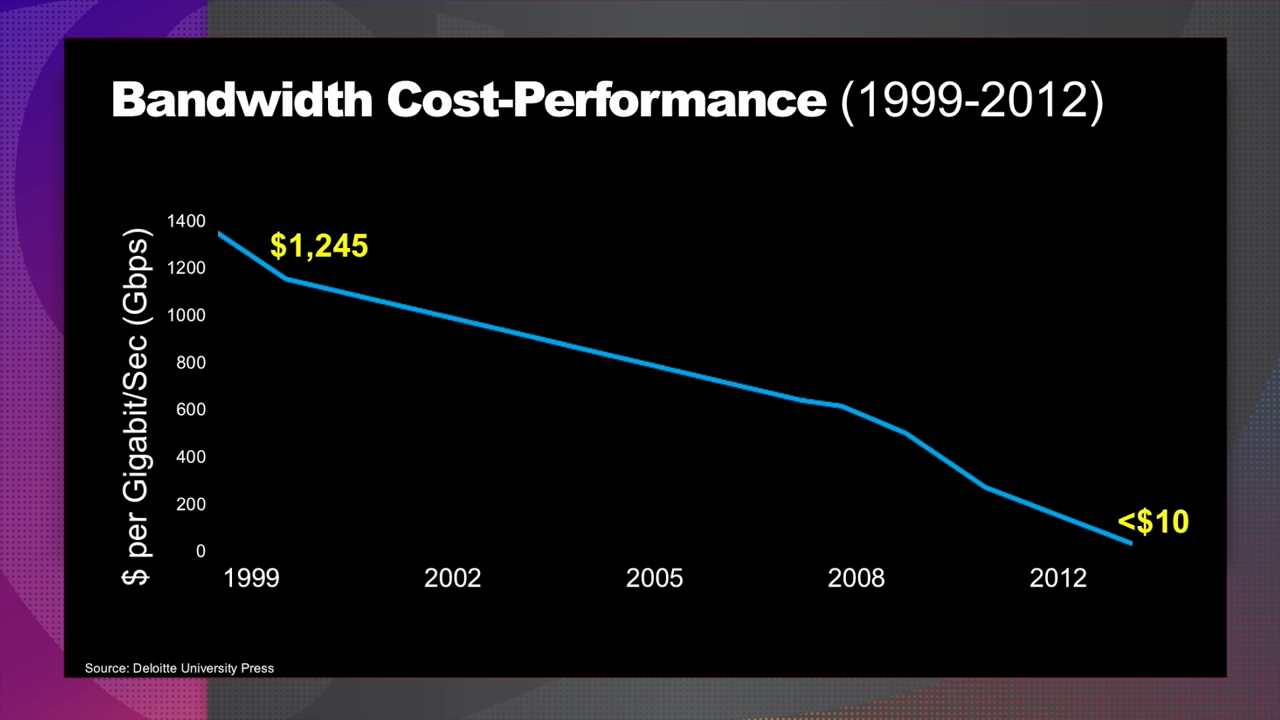 Bandwidth Cost-Performance (1999-2012)
$ per Gigabit/Sec (Gbps)
1400
1200
1000
800
600
400
200
0
$1,245
<$10
1999 2002 2005 2008 2012
Source: Deloitte University Press